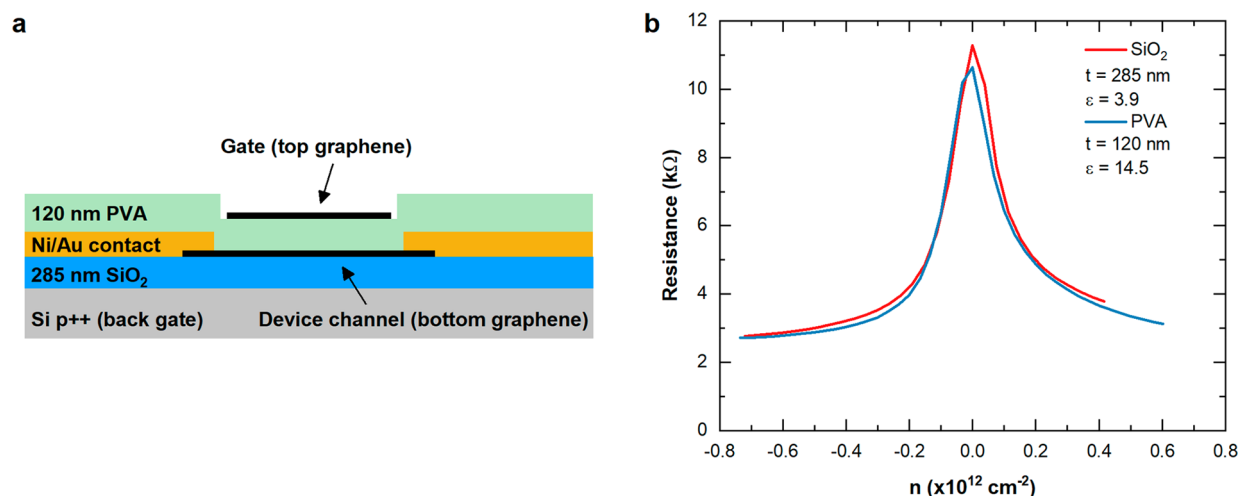 a
Gate (top graphene)
120 nm PVA
Ni/Au contact
285 nm SiO₂
Si p++ (back gate)
Device channel (bottom graphene)
b
SiO₂
t = 285 nm
ε = 3.9
PVA
t = 120 nm
ε = 14.5
Resistance (kΩ)
12
10
8
6
4
2
0
-0.8 -0.6 -0.4 -0.2 0.0 0.2 0.4 0.6 0.8
n (x10¹² cm⁻²)